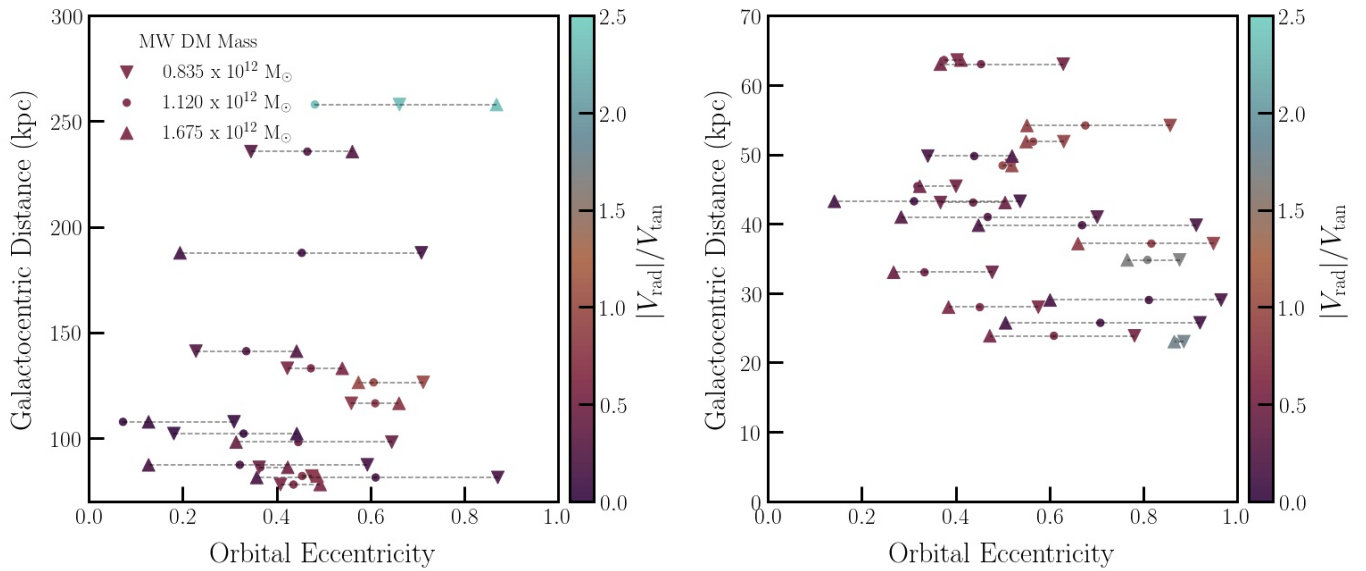 300
250
200
150
100
Galactocentric Distance (kpc)
MW DM Mass
0.835 x 10^12 M_⊙
1.120 x 10^12 M_⊙
1.675 x 10^12 M_⊙
0.0 0.2 0.4 0.6 0.8 1.0
Orbital Eccentricity
2.5
2.0
1.5
1.0
0.5
0.0
|V_rad|/V_tan
70
60
50
40
30
20
10
0
Galactocentric Distance (kpc)
0.0 0.2 0.4 0.6 0.8 1.0
Orbital Eccentricity
2.5
2.0
1.5
1.0
0.5
0.0
|V_rad|/V_tan